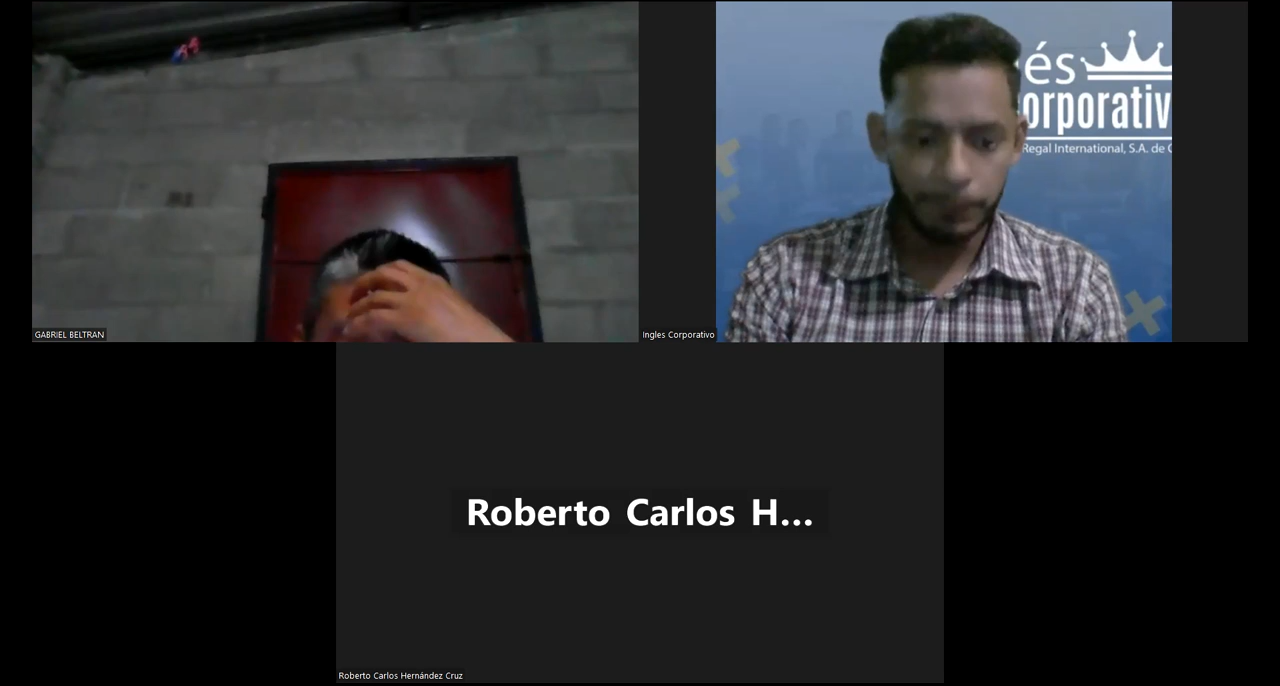 és
orporativ
Regal International, S.A. de C
GABRIEL BELTRAN
Ingles Corporativo
Roberto Carlos H...
Roberto Carlos Hernández Cruz